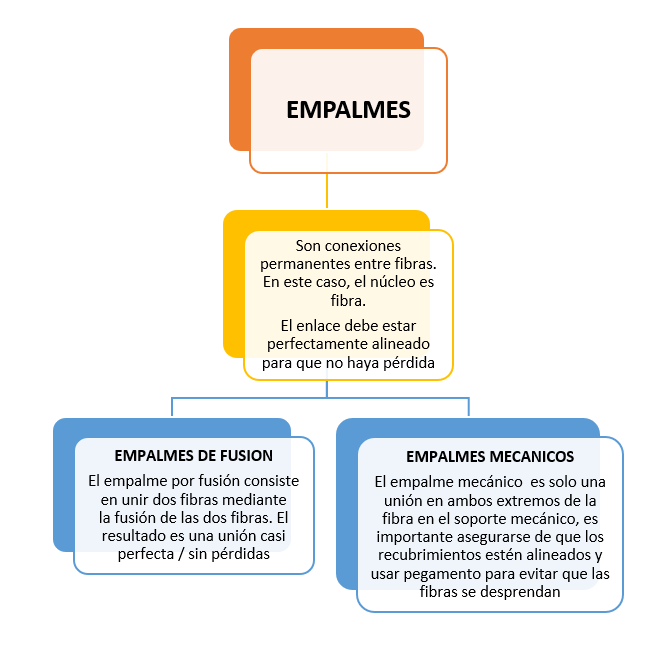 EMPALMES
Son conexiones
permanentes entre fibras.
En este caso, el núcleo es
fibra.
El enlace debe estar
perfectamente alineado
para que no haya pérdida
EMPALMES DE FUSION
El empalme por fusión consiste
en unir dos fibras mediante
la fusión de las dos fibras. El
resultado es una unión casi
perfecta / sin pérdidas
EMPALMES MECANICOS
El empalme mecánico  es solo una
unión en ambos extremos de la
fibra en el soporte mecánico, es
importante asegurarse de que los
recubrimientos estén alineados y
usar pegamento para evitar que las
fibras se desprendan